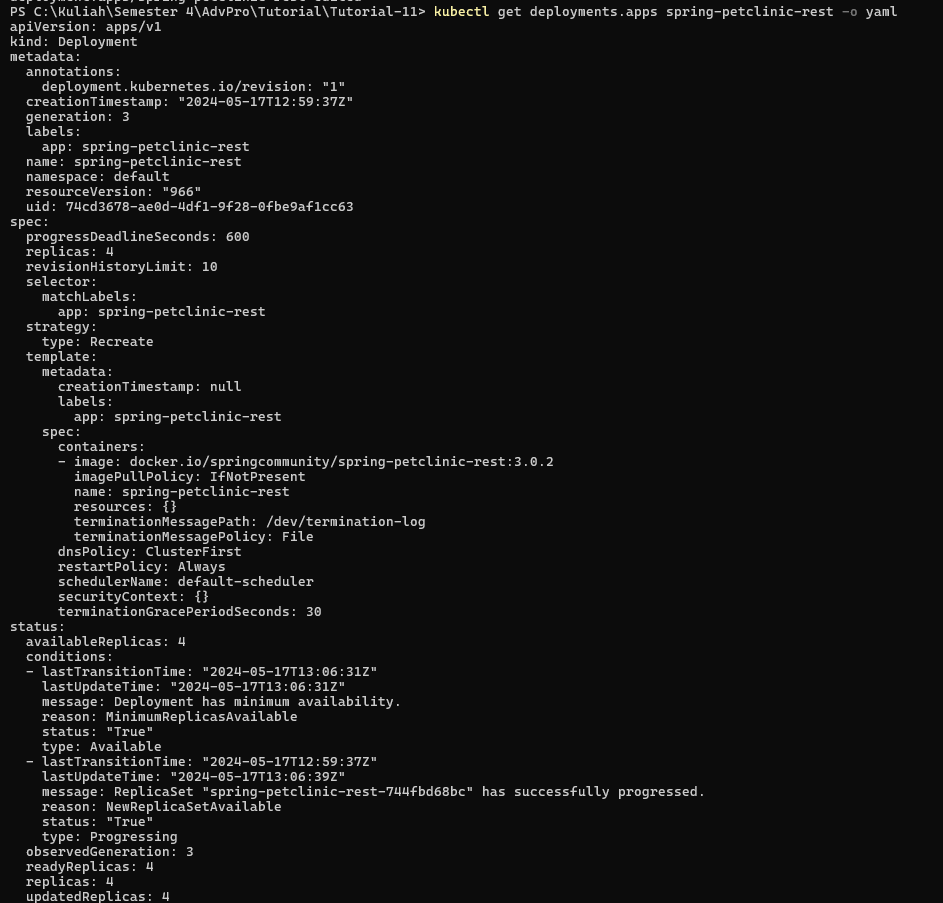 PS C:\Kuliah\Semester 4\AdvPro\Tutorial\Tutorial-11> kubectl get deployments.apps spring-petclinic-rest -o yaml
apiVersion: apps/v1
kind: Deployment
metadata:
  annotations:
    deployment.kubernetes.io/revision: "1"
  creationTimestamp: "2024-05-17T12:59:37Z"
  generation: 3
  labels:
    app: spring-petclinic-rest
  name: spring-petclinic-rest
  namespace: default
  resourceVersion: "966"
  uid: 74cd3678-ae0d-4df1-9f28-0fbe9af1cc63
spec:
  progressDeadlineSeconds: 600
  replicas: 4
  revisionHistoryLimit: 10
  selector:
    matchLabels:
      app: spring-petclinic-rest
  strategy:
    type: Recreate
  template:
    metadata:
      creationTimestamp: null
      labels:
        app: spring-petclinic-rest
    spec:
      containers:
      - image: docker.io/springcommunity/spring-petclinic-rest:3.0.2
        imagePullPolicy: IfNotPresent
        name: spring-petclinic-rest
        resources: {}
        terminationMessagePath: /dev/termination-log
        terminationMessagePolicy: File
      dnsPolicy: ClusterFirst
      restartPolicy: Always
      schedulerName: default-scheduler
      securityContext: {}
      terminationGracePeriodSeconds: 30
status:
  availableReplicas: 4
  conditions:
  - lastTransitionTime: "2024-05-17T13:06:31Z"
    lastUpdateTime: "2024-05-17T13:06:31Z"
    message: Deployment has minimum availability.
    reason: MinimumReplicasAvailable
    status: "True"
    type: Available
  - lastTransitionTime: "2024-05-17T12:59:37Z"
    lastUpdateTime: "2024-05-17T13:06:39Z"
    message: ReplicaSet "spring-petclinic-rest-744fbd68bc" has successfully progressed.
    reason: NewReplicaSetAvailable
    status: "True"
    type: Progressing
  observedGeneration: 3
  readyReplicas: 4
  replicas: 4
  updatedReplicas: 4